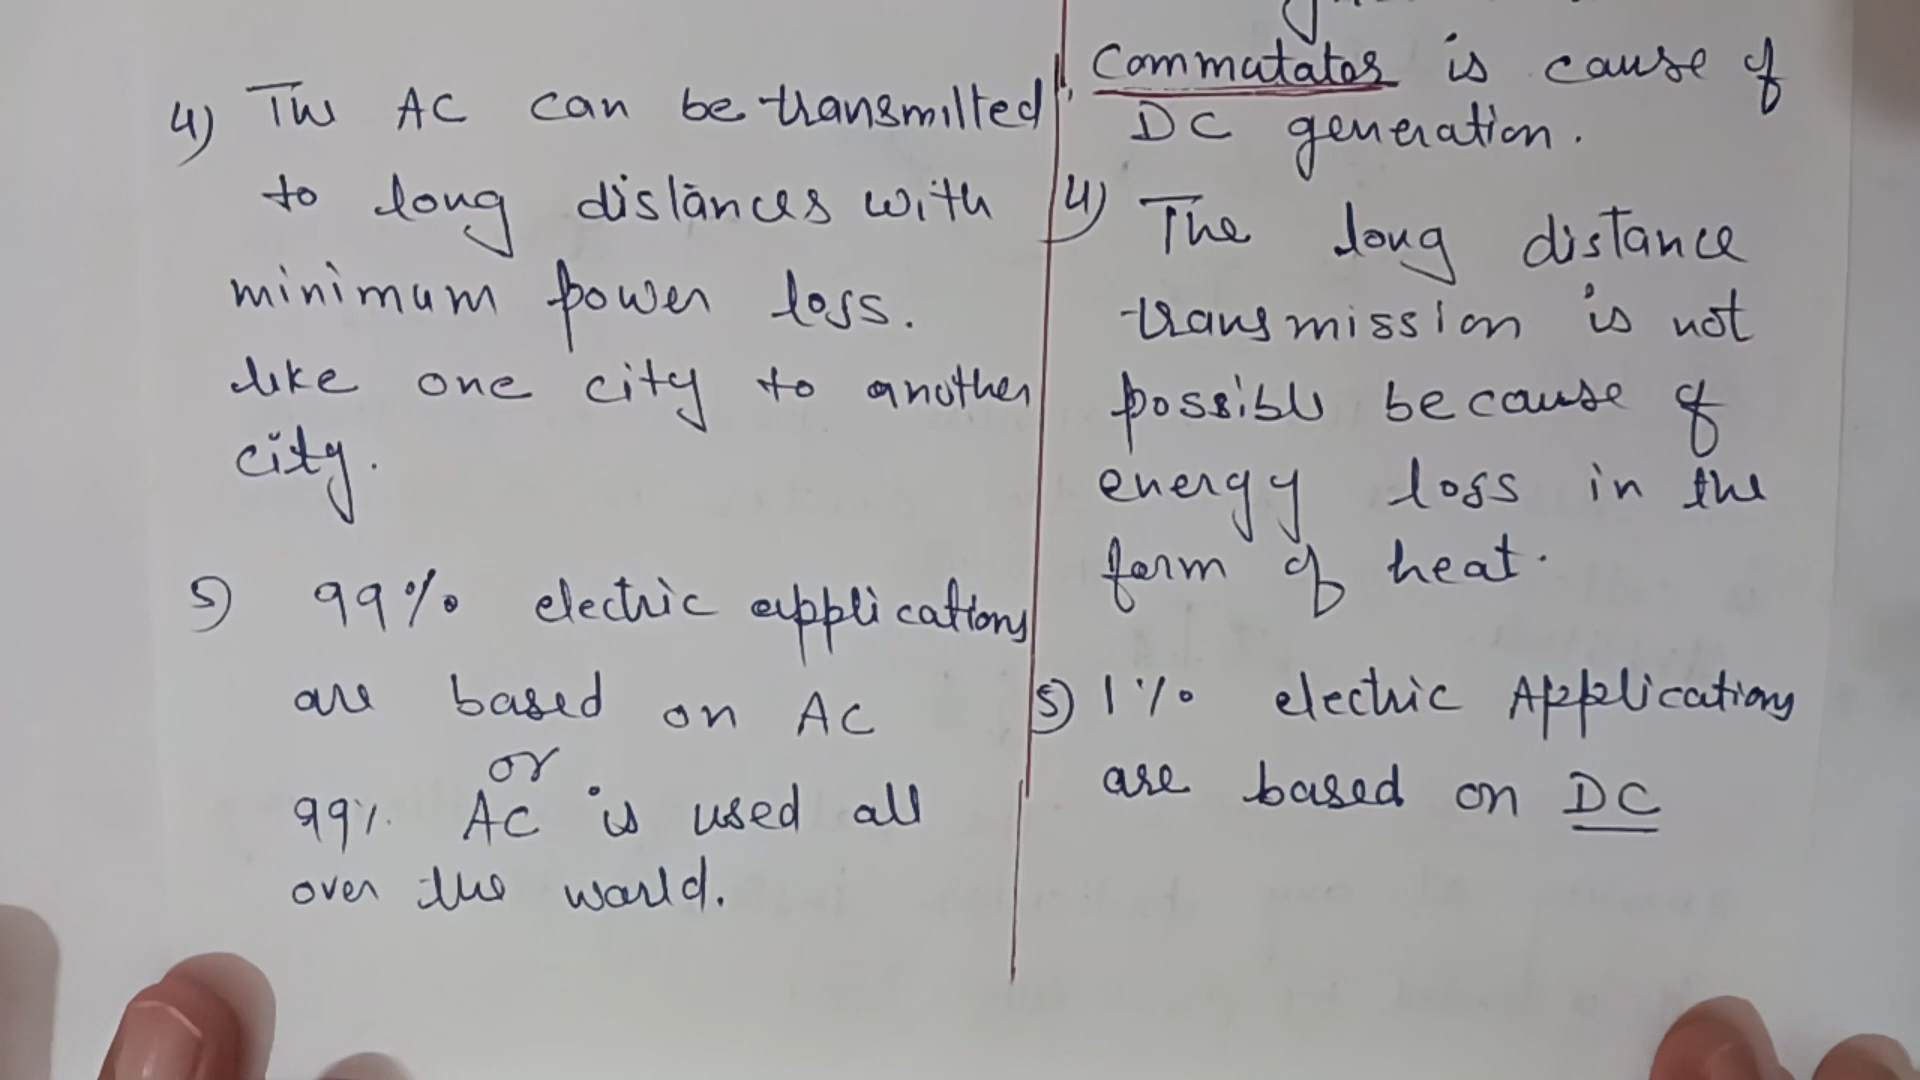 4) The AC can be transmitted
to long distances with
minimum power loss.
like one city to another
city.
5) 99% electric applications
are based on AC
or
99% AC is used all
over the world.
Commutator is cause of
DC generation.
4) The long distance
transmission is not
possible because of
energy loss in the
form of heat.
5) 1% electric Applications
are based on DC